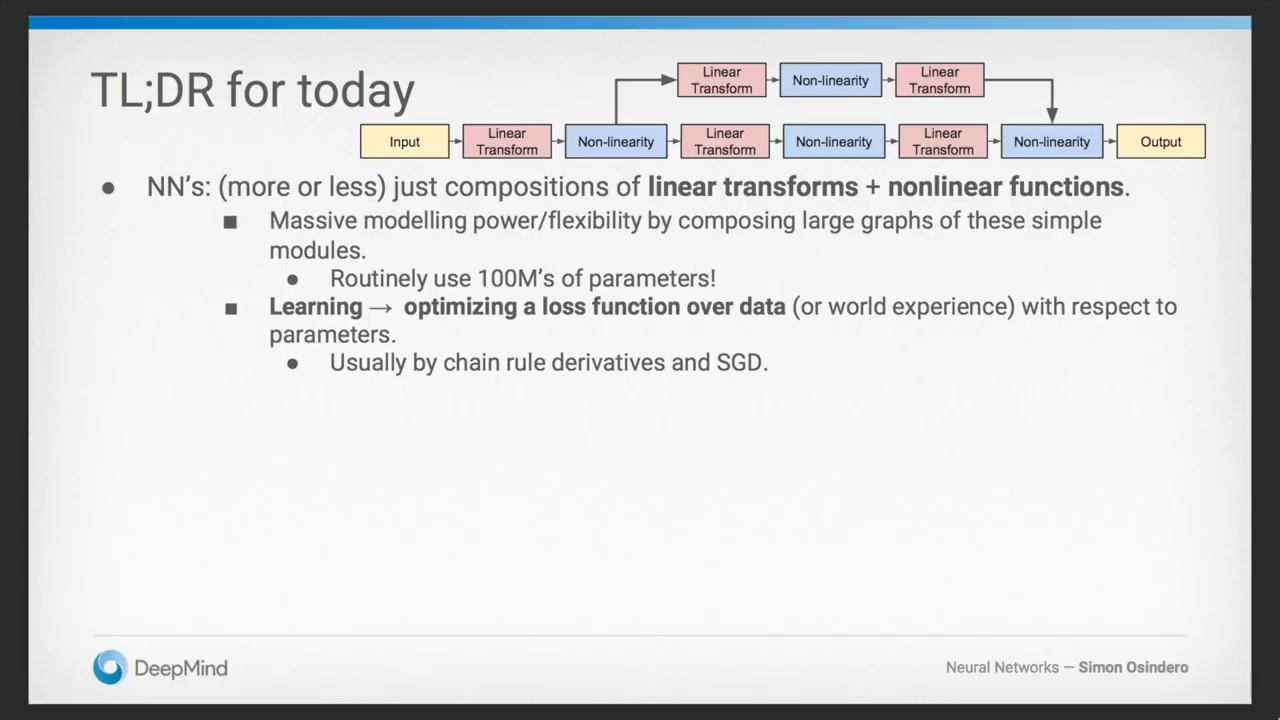 TL;DR for today
Linear Transform
Non-linearity
Linear Transform
Input
Linear Transform
Non-linearity
Linear Transform
Non-linearity
Linear Transform
Non-linearity
Output
● NN's: (more or less) just compositions of linear transforms + nonlinear functions.
■ Massive modelling power/flexibility by composing large graphs of these simple
modules.
● Routinely use 100M's of parameters!
■ Learning → optimizing a loss function over data (or world experience) with respect to
parameters.
● Usually by chain rule derivatives and SGD.
DeepMind
Neural Networks — Simon Osindero